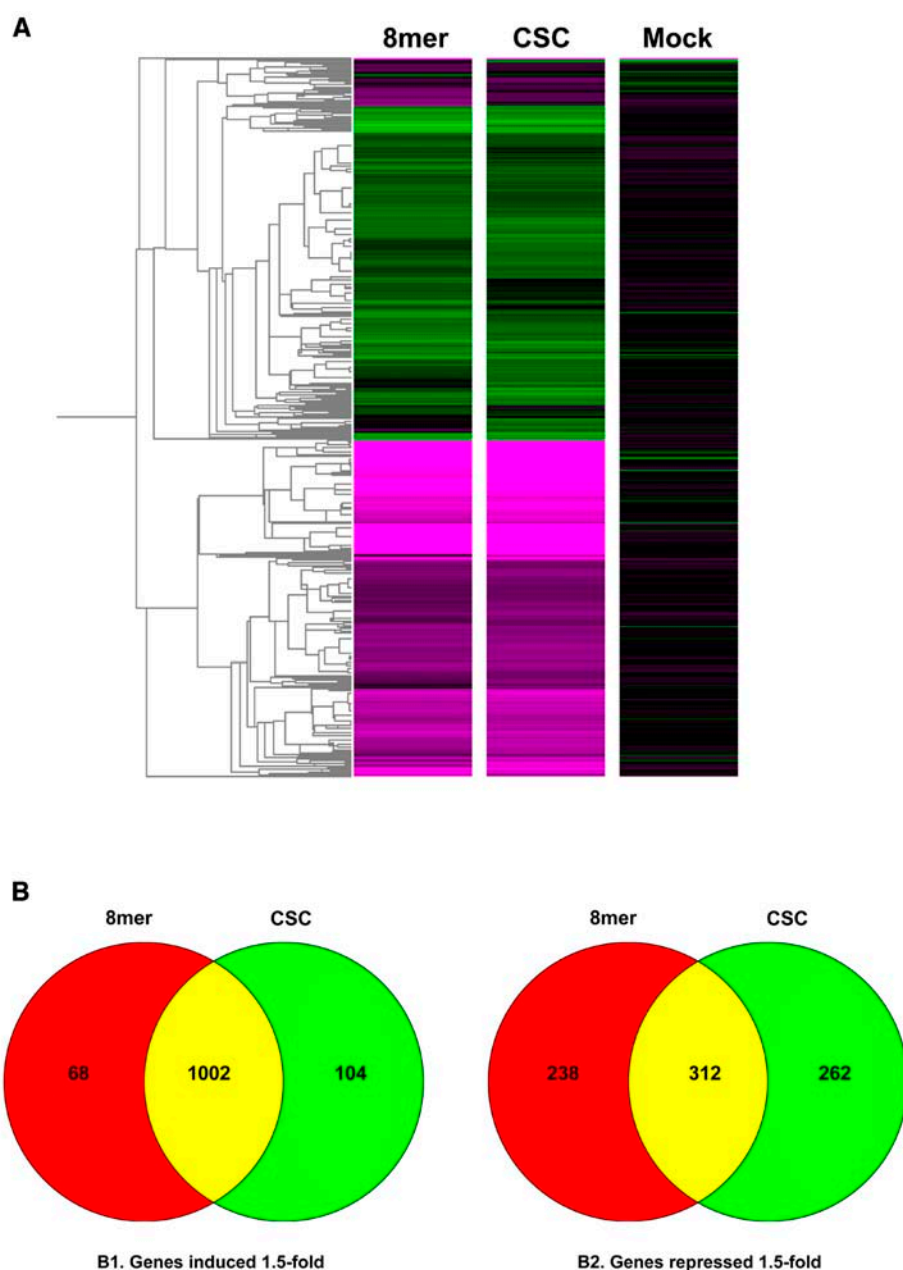 A
8mer CSC Mock
B
8mer CSC
68 1002 104
B1. Genes induced 1.5-fold
8mer CSC
238 312 262
B2. Genes repressed 1.5-fold